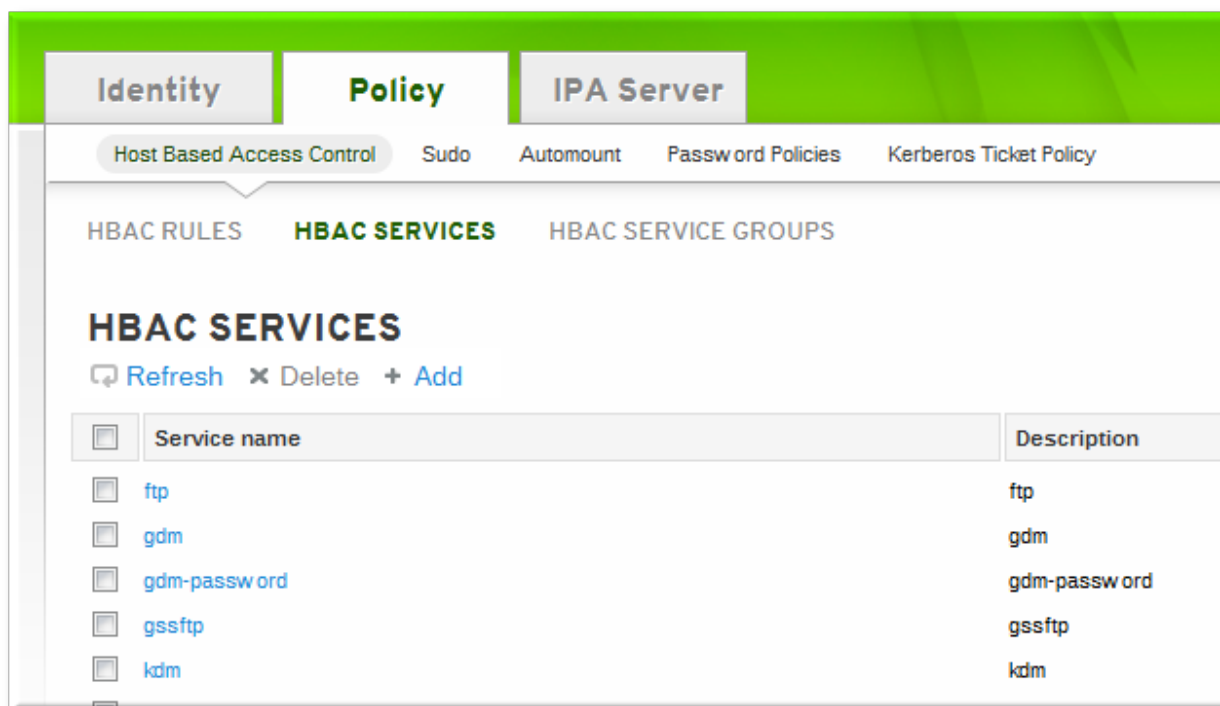 Identity Policy IPA Server
Host Based Access Control Sudo Automount Password Policies Kerberos Ticket Policy
HBAC RULES HBAC SERVICES HBAC SERVICE GROUPS
HBAC SERVICES
Refresh Delete Add
Service name Description
ftp ftp
gdm gdm
gdm-password gdm-password
gssftp gssftp
kdm kdm